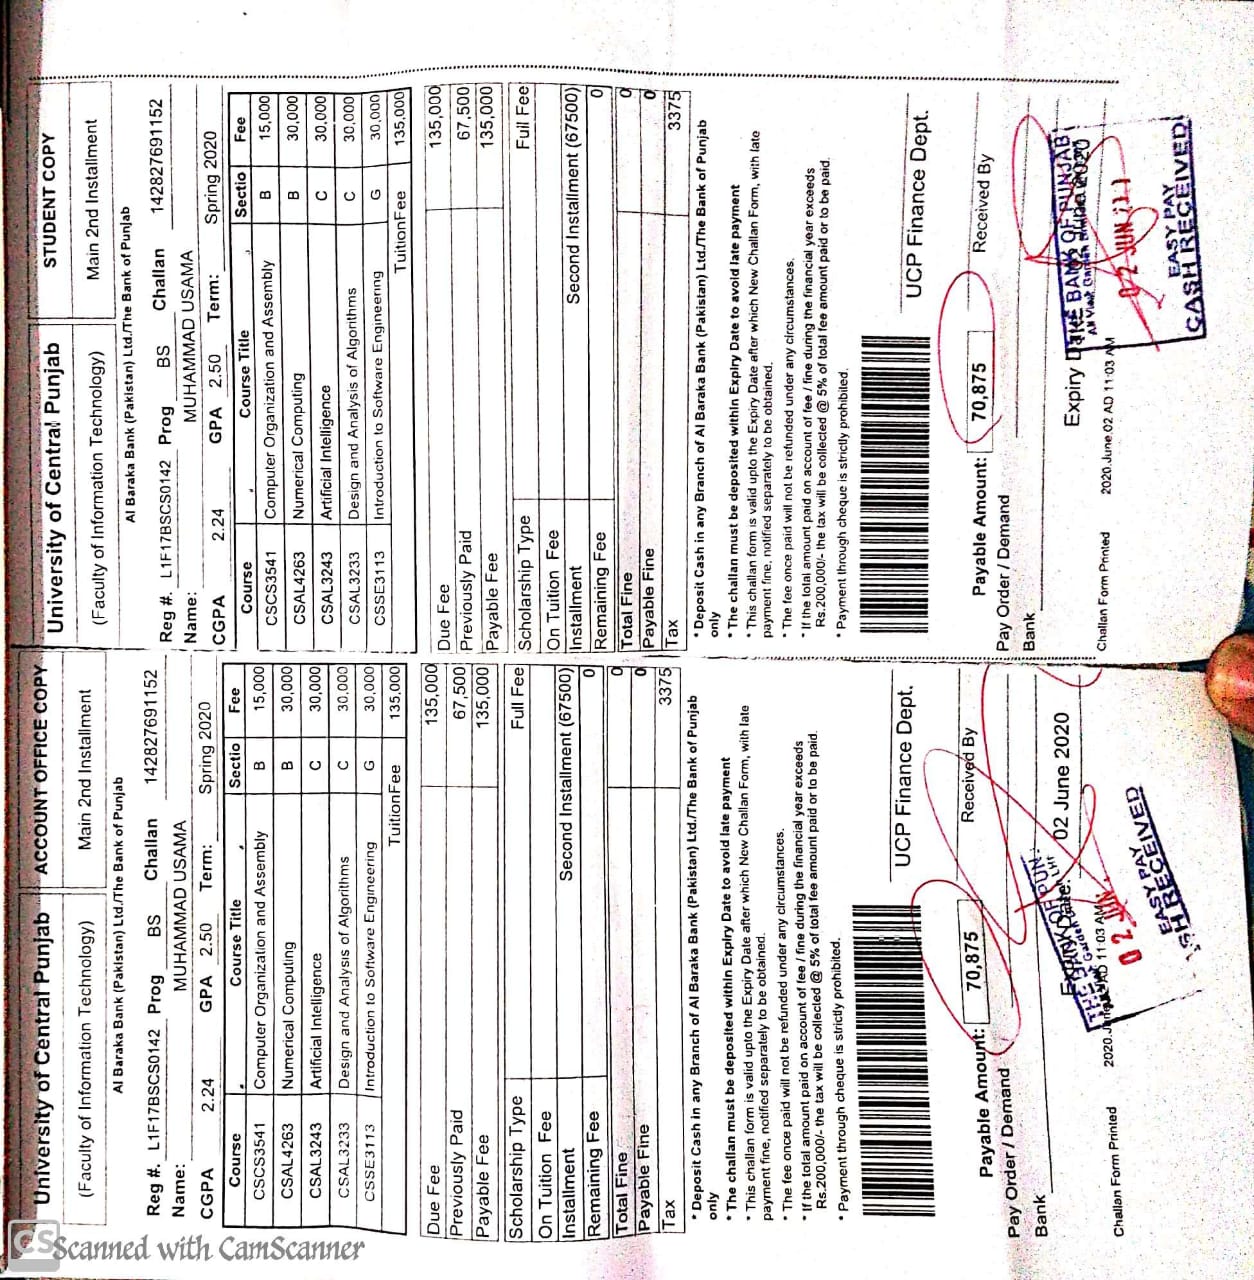 University of Central Punjab ACCOUNT OFFICE COPY
(Faculty of Information Technology) Main 2nd Installment
Al Baraka Bank (Pakistan) Ltd./The Bank of Punjab
Reg #. L1F17BSCS0142 Prog BS Challan 142827691152
Name: MUHAMMAD USAMA
CGPA 2.24 GPA 2.50 Term: Spring 2020
Course Course Title Sectio Fee
CSCS3541 Computer Organization and Assembly B 15,000
CSAL4263 Numerical Computing B 30,000
CSAL3243 Artificial Intelligence C 30,000
CSAL3233 Design and Analysis of Algorithms C 30,000
CSSE3113 Introduction to Software Engineering G 30,000
TuitionFee 135,000
Due Fee 135,000
Previously Paid 67,500
Payable Fee 135,000
Scholarship Type Full Fee
On Tuition Fee
Installment Second Installment (67500)
Remaining Fee 0
Total Fine 0
Payable Fine 0
Tax 3375
* Deposit Cash in any Branch of Al Baraka Bank (Pakistan) Ltd./The Bank of Punjab
only
* The challan must be deposited within Expiry Date to avoid late payment
* This challan form is valid upto the Expiry Date after which New Challan Form, with late
payment fine, notified separately to be obtained.
* The fee once paid will not be refunded under any circumstances.
* If the total amount paid on account of fee / fine during the financial year exceeds
Rs.200,000/- the tax will be collected @ 5% of total fee amount paid or to be paid.
* Payment through cheque is strictly prohibited.
UCP Finance Dept.
Payable Amount: 70,875 Received By
Pay Order / Demand
Bank
02 June 2020
Challan Form Printed 11:03 AM
02 JUN
EASY PAY
University of Central Punjab STUDENT COPY
(Faculty of Information Technology) Main 2nd Installment
Al Baraka Bank (Pakistan) Ltd./The Bank of Punjab
Reg #. L1F17BSCS0142 Prog BS Challan 142827691152
Name: MUHAMMAD USAMA
CGPA 2.24 GPA 2.50 Term: Spring 2020
Course Course Title Sectio Fee
CSCS3541 Computer Organization and Assembly B 15,000
CSAL4263 Numerical Computing B 30,000
CSAL3243 Artificial Intelligence C 30,000
CSAL3233 Design and Analysis of Algorithms C 30,000
CSSE3113 Introduction to Software Engineering G 30,000
TuitionFee 135,000
Due Fee 135,000
Previously Paid 67,500
Payable Fee 135,000
Scholarship Type Full Fee
On Tuition Fee
Installment Second Installment (67500)
Remaining Fee 0
Total Fine 0
Payable Fine 0
Tax 3375
* Deposit Cash in any Branch of Al Baraka Bank (Pakistan) Ltd./The Bank of Punjab
only
* The challan must be deposited within Expiry Date to avoid late payment
* This challan form is valid upto the Expiry Date after which New Challan Form, with late
payment fine, notified separately to be obtained.
* The fee once paid will not be refunded under any circumstances.
* If the total amount paid on account of fee / fine during the financial year exceeds
Rs.200,000/- the tax will be collected @ 5% of total fee amount paid or to be paid.
* Payment through cheque is strictly prohibited.
UCP Finance Dept.
Payable Amount: 70,875 Received By
Pay Order / Demand
Bank
THE BANK OF PUNJAB
Expiry
Challan Form Printed 2020.June.02 AD 11:03 AM
02 JUN
EASY PAY
CASH RECEIVED
CS Scanned with CamScanner